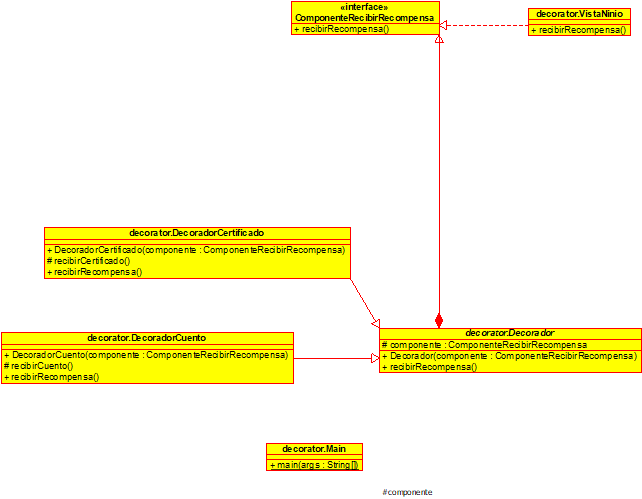 «interface»
ComponenteRecibirRecompensa
+ recibirRecompensa()
decorator.VistaNinio
+ recibirRecompensa()
decorator.DecoradorCertificado
+ DecoradorCertificado(componente : ComponenteRecibirRecompensa)
# recibirCertificado()
+ recibirRecompensa()
decorator.DecoradorCuento
+ DecoradorCuento(componente : ComponenteRecibirRecompensa)
# recibirCuento()
+ recibirRecompensa()
decorator.Decorador
# componente : ComponenteRecibirRecompensa
+ Decorador(componente : ComponenteRecibirRecompensa)
+ recibirRecompensa()
decorator.Main
+ main(args : String[])
#componente